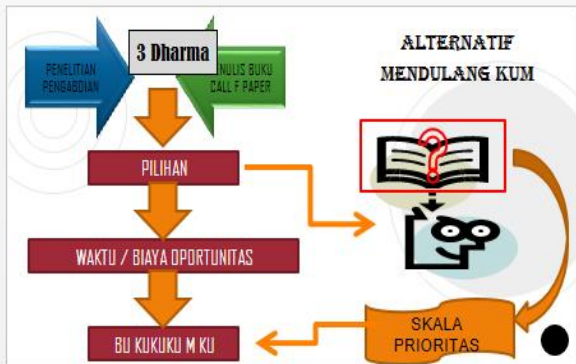 3 Dharma
PENELITIAN
PENGABDIAN
NULIS BUKU
CALL F PAPER
ALTERNATIF
MENDULANG KUM
PILIHAN
WAKTU / BIAYA OPORTUNITAS
SKALA
PRIORITAS
BU KUKUKU M KU